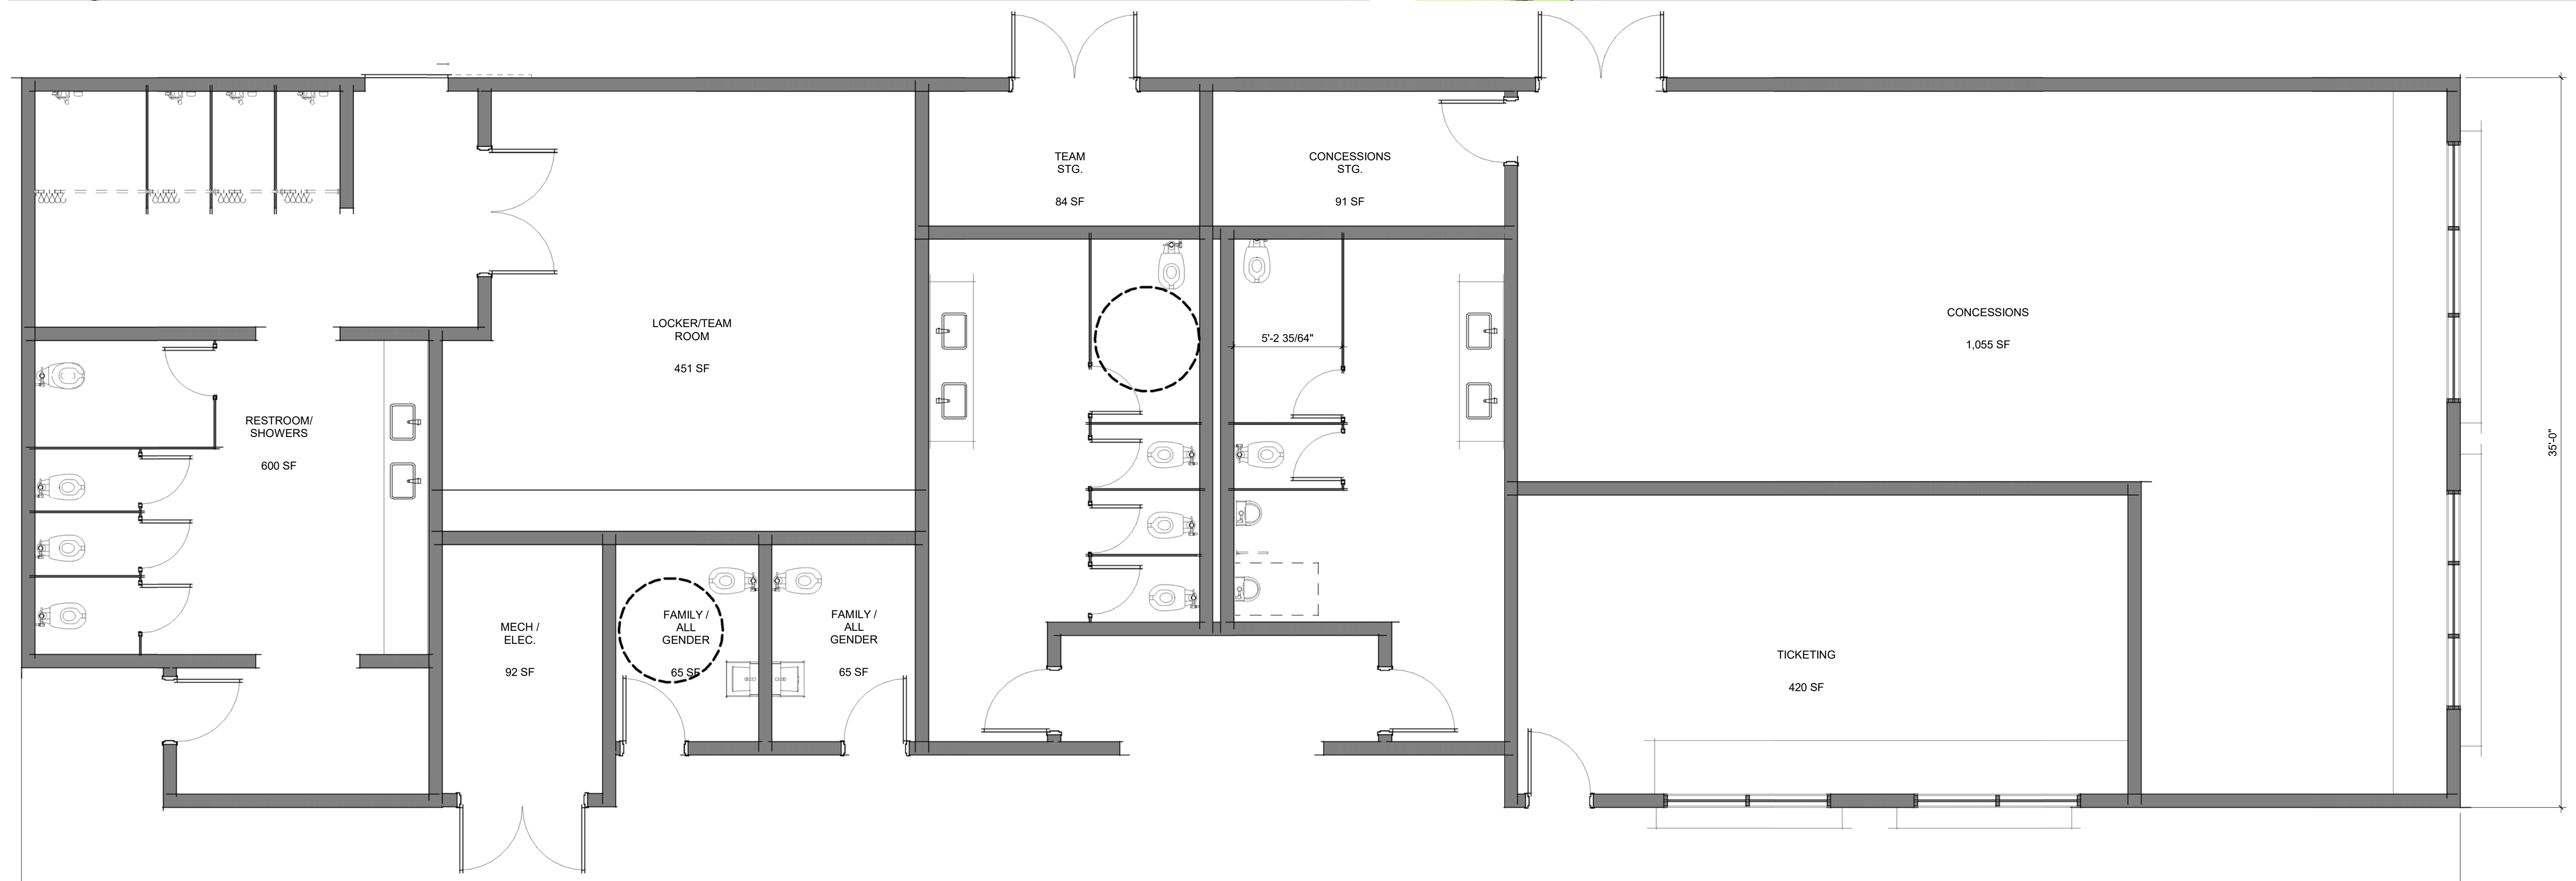 TEAM
STG.
84 SF
CONCESSIONS
STG.
91 SF
LOCKER/TEAM
ROOM
451 SF
5'-2 35/64"
CONCESSIONS
1,055 SF
RESTROOM/
SHOWERS
600 SF
35'-0"
MECH /
ELEC.
92 SF
FAMILY /
ALL
GENDER
65 SF
FAMILY /
ALL
GENDER
65 SF
TICKETING
420 SF